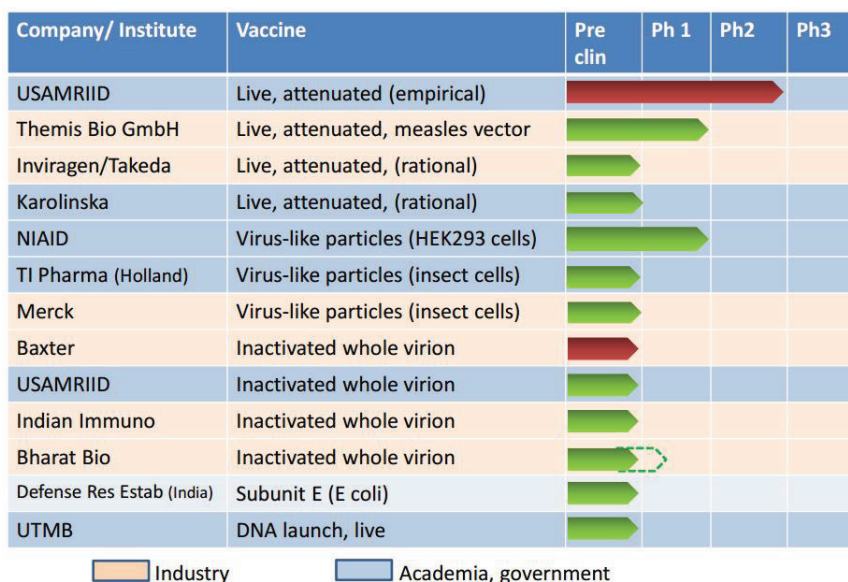 Company/ Institute Vaccine Pre clin Ph 1 Ph2 Ph3
USAMRIID Live, attenuated (empirical)
Themis Bio GmbH Live, attenuated, measles vector
Inviragen/Takeda Live, attenuated, (rational)
Karolinska Live, attenuated, (rational)
NIAID Virus-like particles (HEK293 cells)
TI Pharma (Holland) Virus-like particles (insect cells)
Merck Virus-like particles (insect cells)
Baxter Inactivated whole virion
USAMRIID Inactivated whole virion
Indian Immuno Inactivated whole virion
Bharat Bio Inactivated whole virion
Defense Res Estab (India) Subunit E (E coli)
UTMB DNA launch, live
Industry Academia, government